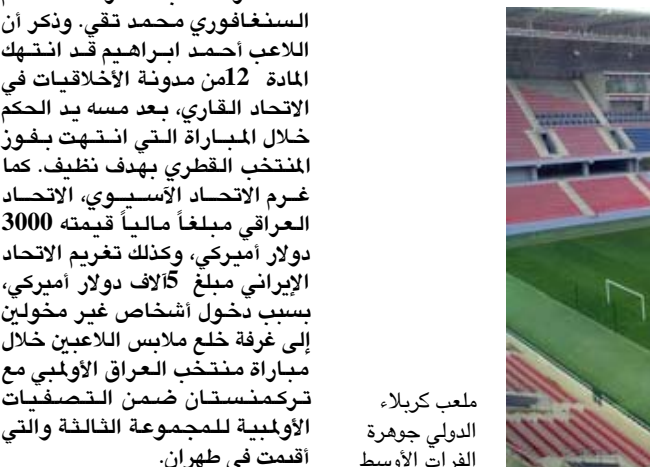 السنغافوري محمد تقي. وذكر أن
اللاعب أحمد ابراهيم قد انتهك
المادة 12من مدونة الأخلاقيات في
الاتحاد القاري، بعد مسه يد الحكم
خلال المباراة التي انتهت بفوز
المنتخب القطري بهدف نظيف. كما
غرم الاتحاد الآسيوي، الاتحاد
العراقي مبلغاً مالياً قيمته 3000
دولار أميركي، وكذلك تغريم الاتحاد
الإيراني مبلغ 5آلاف دولار أميركي،
بسبب دخول أشخاص غير مخولين
إلى غرفة خلع ملابس اللاعبين خلال
مباراة منتخب العراق الأولمبي مع
تركمنستان ضمن التصفيات
الأولمبية للمجموعة الثالثة والتي
أقيمت في طهران.
ملعب كربلاء
الدولي جوهرة
الفرات الأوسط